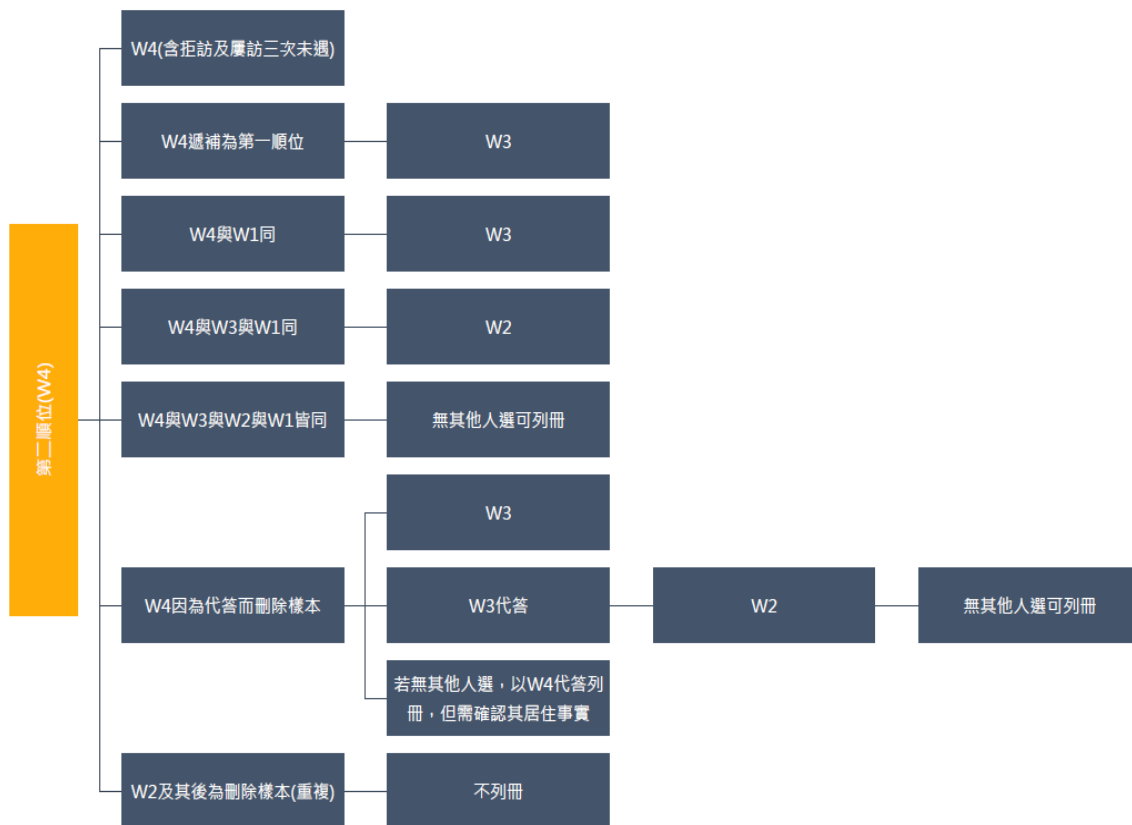 第二順位(W4)
W4(含拒訪及屢訪三次未遇)
W4遞補為第一順位
W3
W4與W1同
W3
W4與W3與W1同
W2
W4與W3與W2與W1皆同
無其他人選可列冊
W4因為代答而刪除樣本
W3
W3代答
W2
無其他人選可列冊
若無其他人選，以W4代答列
冊，但需確認其居住事實
W2及其後為刪除樣本(重複)
不列冊